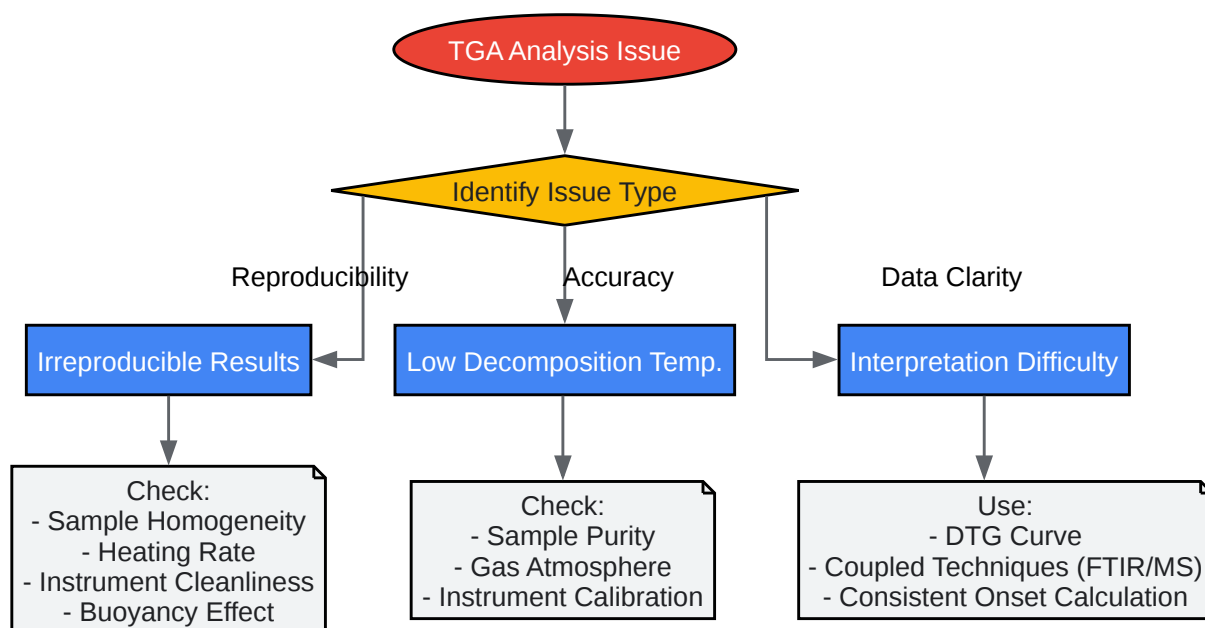 TGA Analysis Issue
Identify Issue Type
Reproducibility
Accuracy
Data Clarity
Irreproducible Results
Low Decomposition Temp.
Interpretation Difficulty
Check:
- Sample Homogeneity
- Heating Rate
- Instrument Cleanliness
- Buoyancy Effect
Check:
- Sample Purity
- Gas Atmosphere
- Instrument Calibration
Use:
- DTG Curve
- Coupled Techniques (FTIR/MS)
- Consistent Onset Calculation